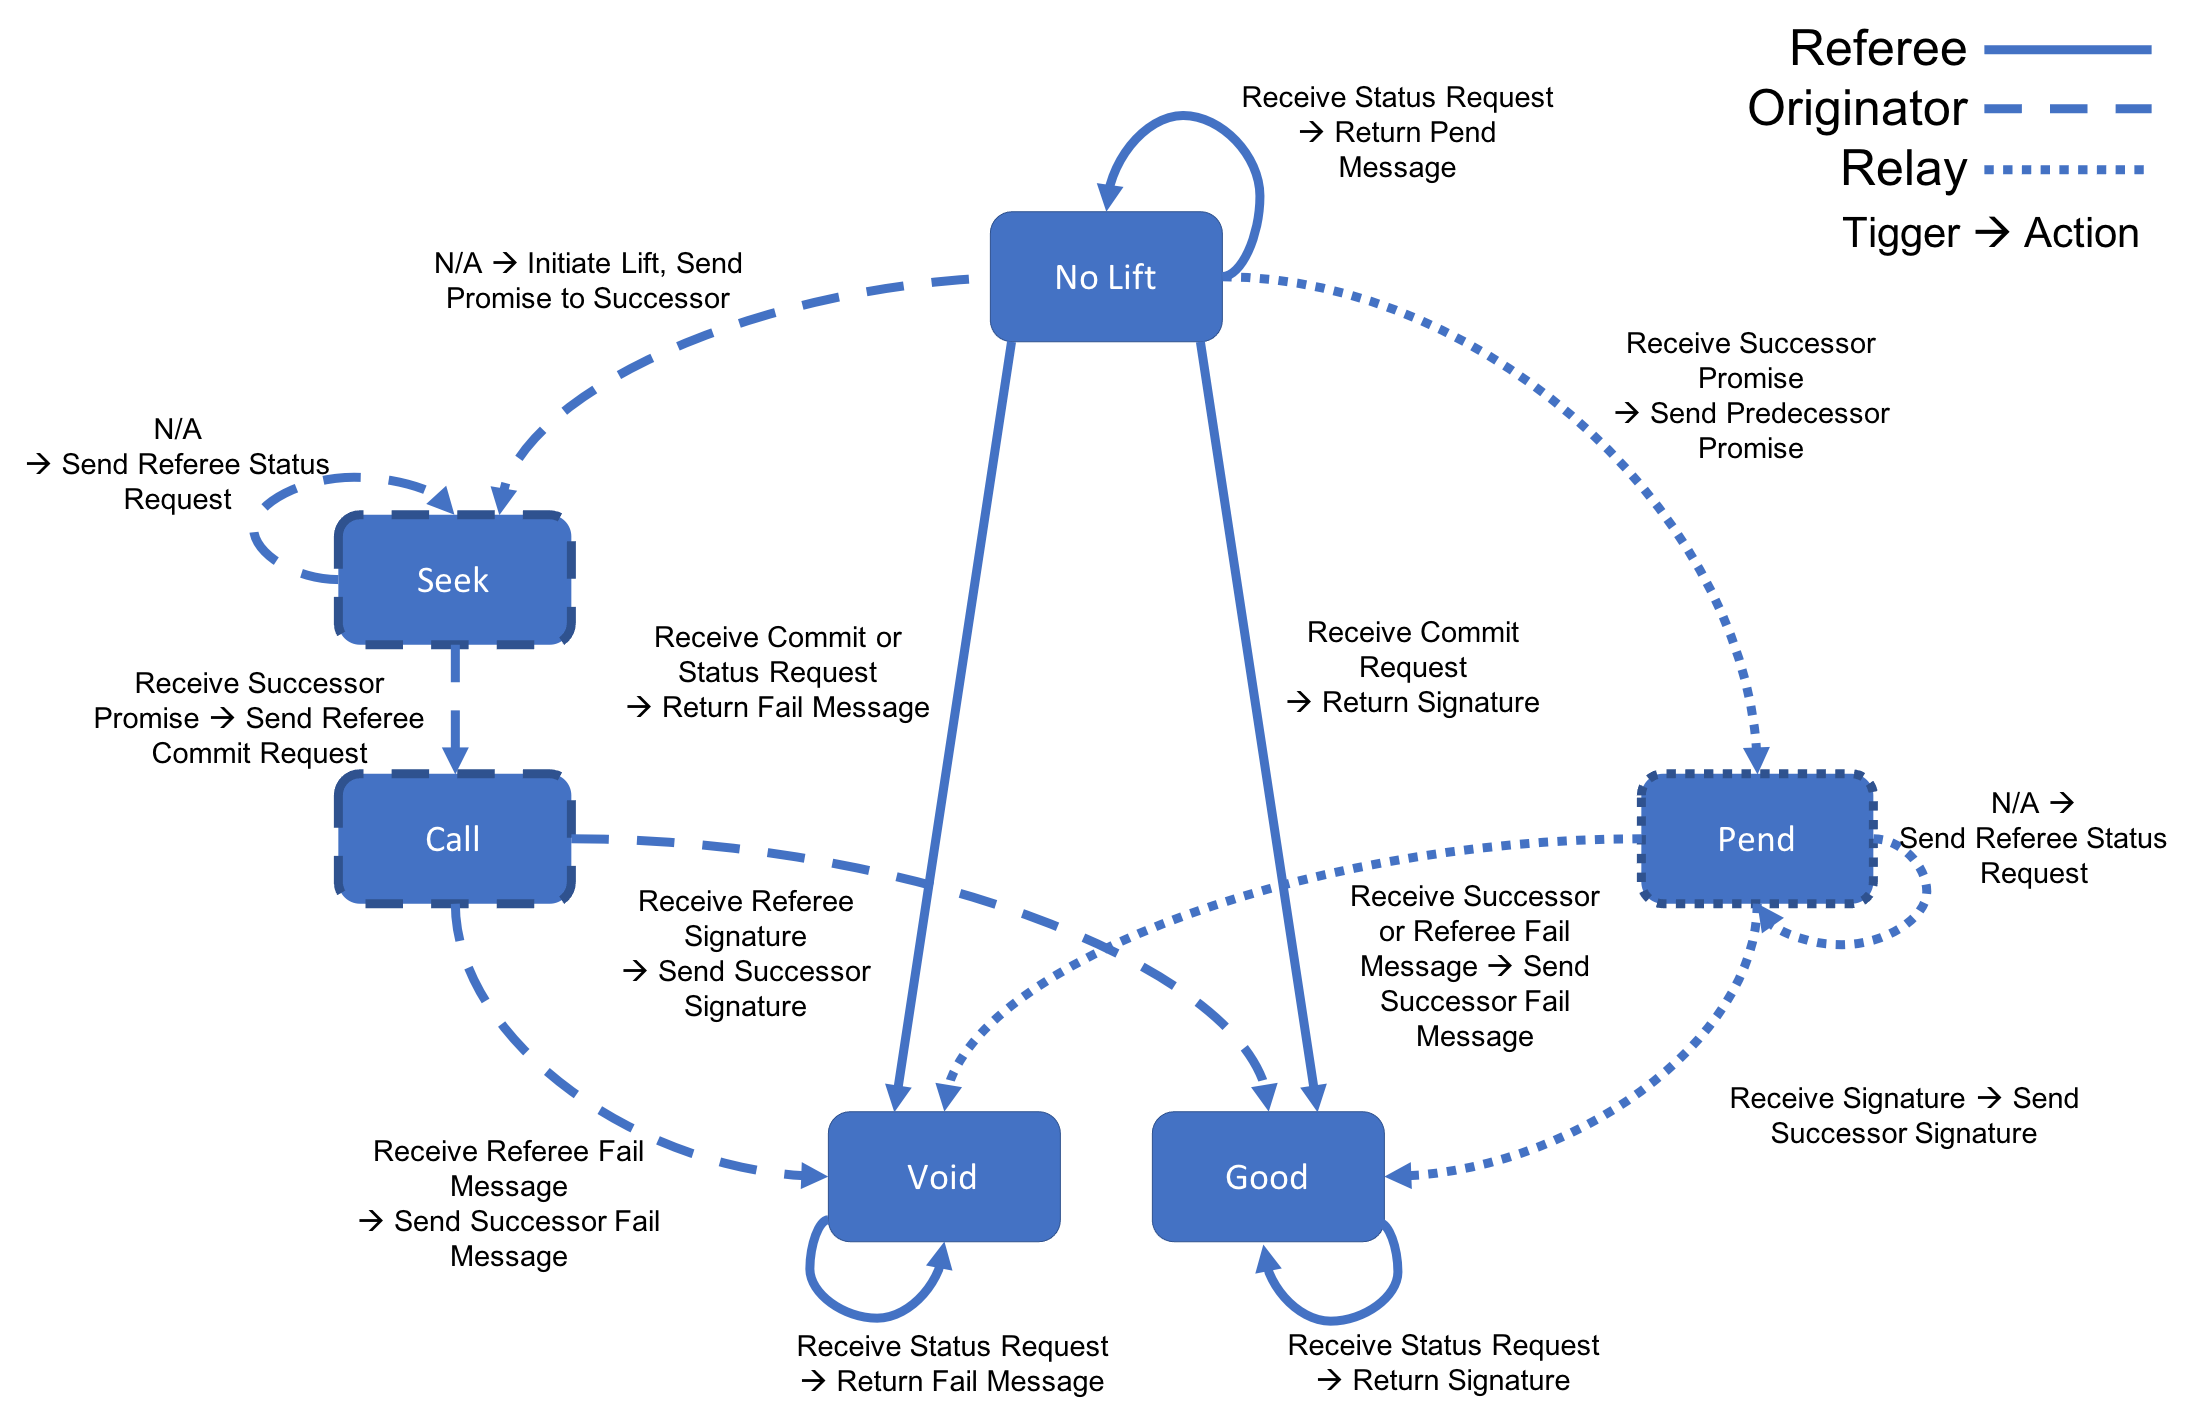 Referee
Originator
Relay
Tigger → Action
Receive Status Request
→ Return Pend
Message
No Lift
N/A → Initiate Lift, Send
Promise to Successor
Receive Successor
Promise
→ Send Predecessor
Promise
N/A
→ Send Referee Status
Request
Seek
Receive Commit or
Status Request
→ Return Fail Message
Receive Commit
Request
→ Return Signature
Receive Successor
Promise → Send Referee
Commit Request
Call
Pend
N/A →
Send Referee Status
Request
Receive Referee
Signature
→ Send Successor
Signature
Receive Successor
or Referee Fail
Message → Send
Successor Fail
Message
Receive Signature → Send
Successor Signature
Receive Referee Fail
Message
→ Send Successor Fail
Message
Void
Good
Receive Status Request
→ Return Fail Message
Receive Status Request
→ Return Signature